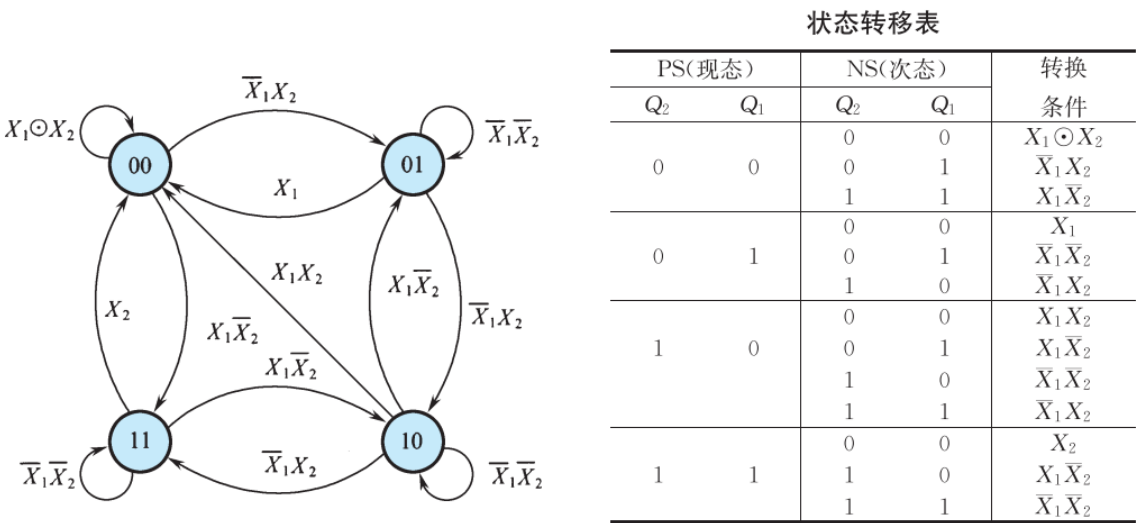 X̅₁X₂
X₁⊙X₂
00
01
X̅₁X̅₂
X₁
X₁X₂
X₁X̅₂
X₂
X̅₁X₂
X₁X̅₂
X₁X̅₂
11
10
X̅₁X̅₂
X̅₁X₂
X̅₁X̅₂
状态转移表
PS(现态) NS(次态) 转换
Q₂ Q₁ Q₂ Q₁ 条件
0 0 X₁⊙X₂
0 0 0 1 X̅₁X₂
1 1 X₁X̅₂
0 0 X₁
0 1 0 1 X̅₁X̅₂
1 0 X̅₁X₂
0 0 X₁X₂
1 0 0 1 X₁X̅₂
1 0 X̅₁X̅₂
1 1 X̅₁X₂
0 0 X₂
1 1 1 0 X₁X̅₂
1 1 X̅₁X̅₂